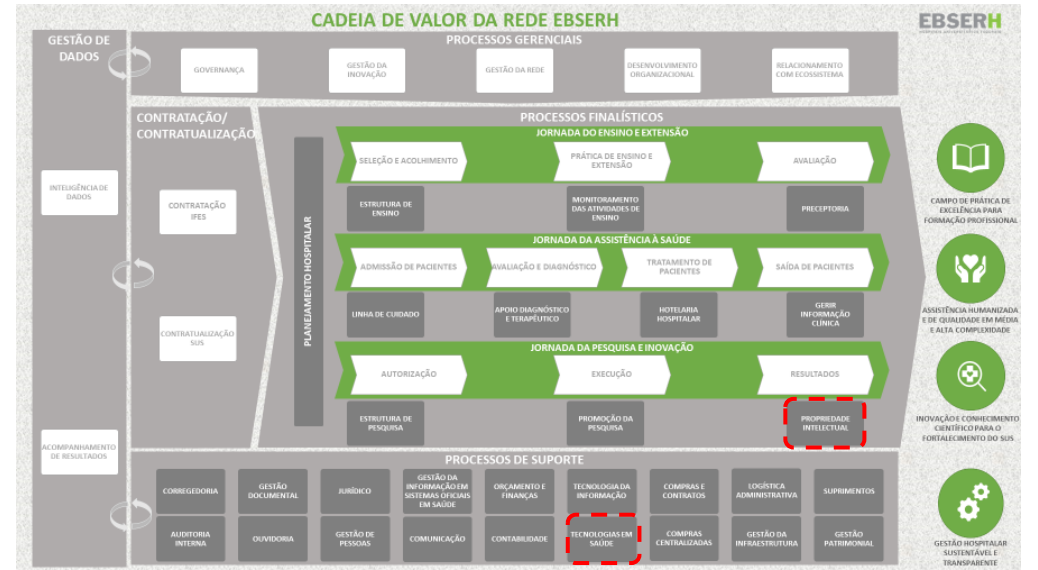 CADEIA DE VALOR DA REDE EBSERH
EBSERH
GESTÃO DE
DADOS
PROCESSOS GERENCIAIS
GOVERNANÇA
GESTÃO DA
INOVAÇÃO
GESTÃO DA REDE
DESENVOLVIMENTO
ORGANIZACIONAL
RELACIONAMENTO
COM ECOSSISTEMA
CONTRATAÇÃO/
CONTRATUALIZAÇÃO
PROCESSOS FINALÍSTICOS
JORNADA DO ENSINO E EXTENSÃO
SELEÇÃO E ACOLHIMENTO
PRÁTICA DE ENSINO E
EXTENSÃO
AVALIAÇÃO
INTELIGÊNCIA DE
DADOS
CONTRATAÇÃO
IFES
ESTRUTURA DE
ENSINO
MONITORAMENTO
DAS ATIVIDADES DE
ENSINO
PRECEPTORIA
CAMPO DE PRÁTICA DE
EXCELÊNCIA PARA
FORMAÇÃO PROFISSIONAL
PLANEJAMENTO HOSPITALAR
JORNADA DA ASSISTÊNCIA À SAÚDE
ADMISSÃO DE PACIENTES
AVALIAÇÃO E DIAGNÓSTICO
TRATAMENTO DE
PACIENTES
SAÍDA DE PACIENTES
LINHA DE CUIDADO
APOIO DIAGNÓSTICO
E TERAPÊUTICO
HOTELARIA
HOSPITALAR
GERIR
INFORMAÇÃO
CLÍNICA
ASSISTÊNCIA HUMANIZADA
E DE QUALIDADE EM MÉDIA
E ALTA COMPLEXIDADE
CONTRATUALIZAÇÃO
SUS
JORNADA DA PESQUISA E INOVAÇÃO
AUTORIZAÇÃO
EXECUÇÃO
RESULTADOS
ESTRUTURA DE
PESQUISA
PROMOÇÃO DA
PESQUISA
PROPRIEDADE
INTELECTUAL
INOVAÇÃO E CONHECIMENTO
CIENTÍFICO PARA O
FORTALECIMENTO DO SUS
ACOMPANHAMENTO
DE RESULTADOS
PROCESSOS DE SUPORTE
CORREGEDORIA
GESTÃO
DOCUMENTAL
JURÍDICO
GESTÃO DA
INFORMAÇÃO EM
SISTEMAS OFICIAIS
EM SAÚDE
ORÇAMENTO E
FINANÇAS
TECNOLOGIA DA
INFORMAÇÃO
COMPRAS E
CONTRATOS
LOGÍSTICA
ADMINISTRATIVA
SUPRIMENTOS
AUDITORIA
INTERNA
OUVIDORIA
GESTÃO DE
PESSOAS
COMUNICAÇÃO
CONTABILIDADE
TECNOLOGIAS EM
SAÚDE
COMPRAS
CENTRALIZADAS
GESTÃO DA
INFRAESTRUTURA
GESTÃO
PATRIMONIAL
GESTÃO HOSPITALAR
SUSTENTÁVEL E
TRANSPARENTE